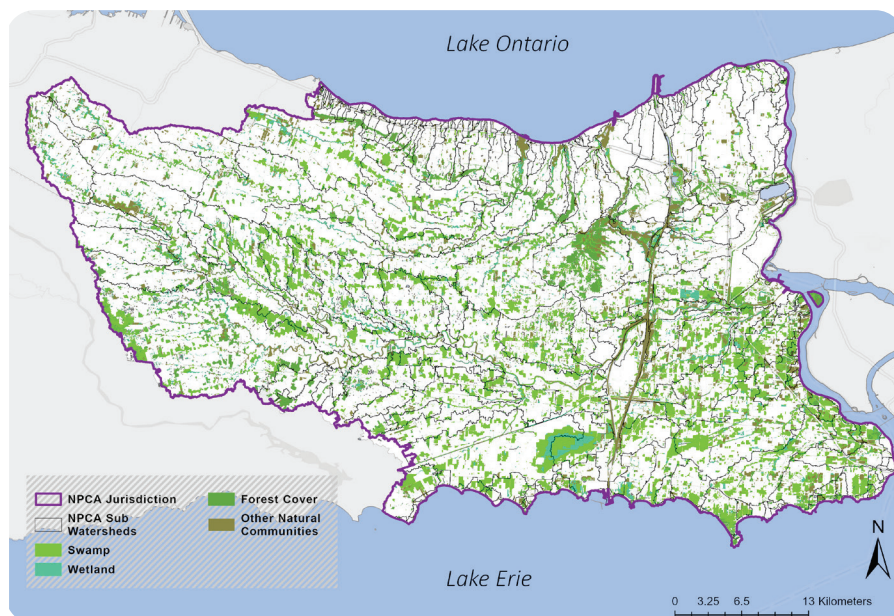 Lake Ontario
NPCA Jurisdiction
NPCA Sub
Watersheds
Swamp
Wetland
Forest Cover
Other Natural
Communities
Lake Erie
N
0 3.25 6.5 13 Kilometers